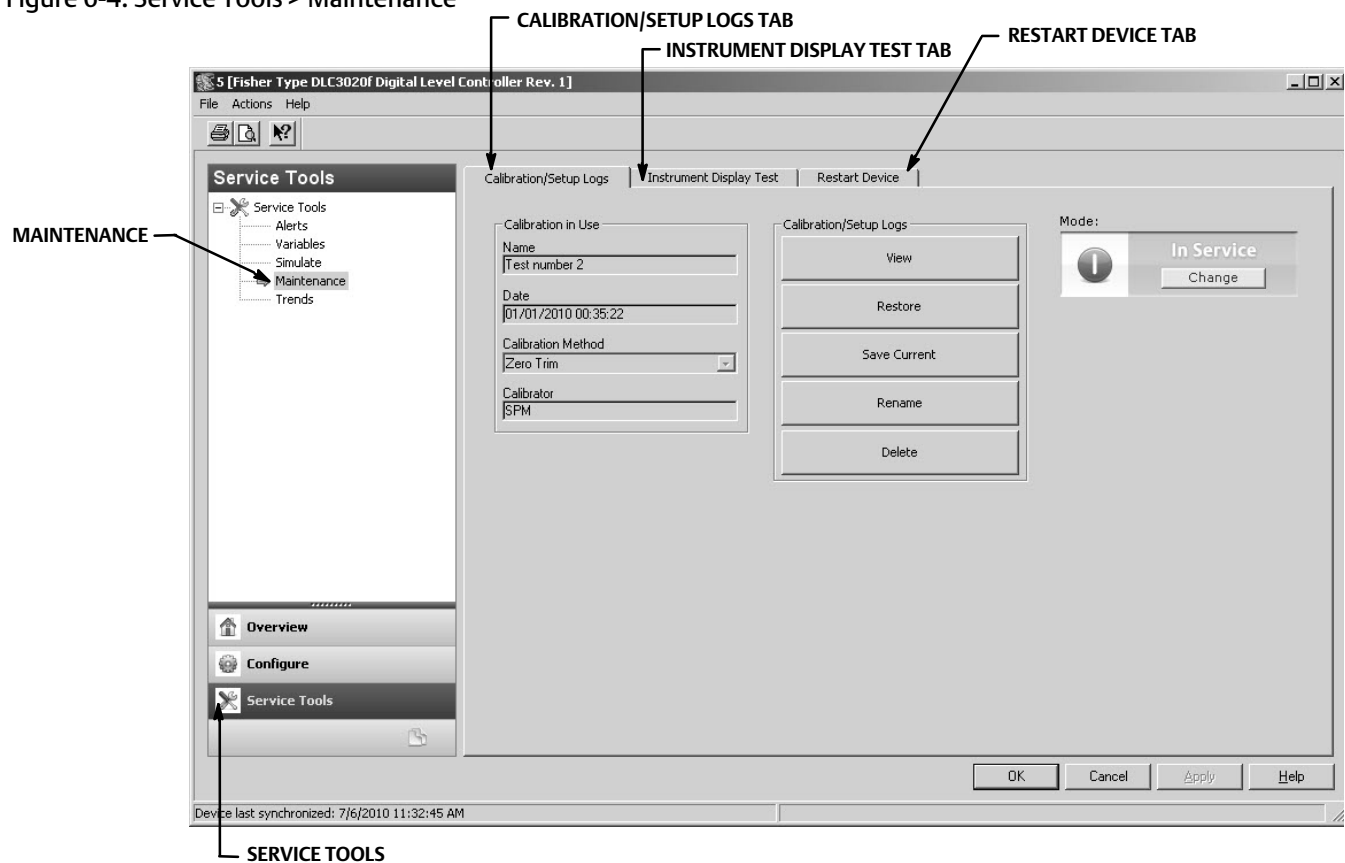 Figure 6-4. Service Tools > Maintenance
CALIBRATION/SETUP LOGS TAB
INSTRUMENT DISPLAY TEST TAB
RESTART DEVICE TAB
5 [Fisher Type DLC3020f Digital Level Controller Rev. 1]
File Actions Help
Service Tools
Service Tools
Alerts
Variables
Simulate
Maintenance
Trends
MAINTENANCE
Overview
Configure
Service Tools
Calibration/Setup Logs
Instrument Display Test
Restart Device
Calibration in Use
Name
Test number 2
Date
01/01/2010 00:35:22
Calibration Method
Zero Trim
Calibrator
SPM
Calibration/Setup Logs
View
Restore
Save Current
Rename
Delete
Mode:
In Service
Change
OK Cancel Apply Help
Device last synchronized: 7/6/2010 11:32:45 AM
SERVICE TOOLS